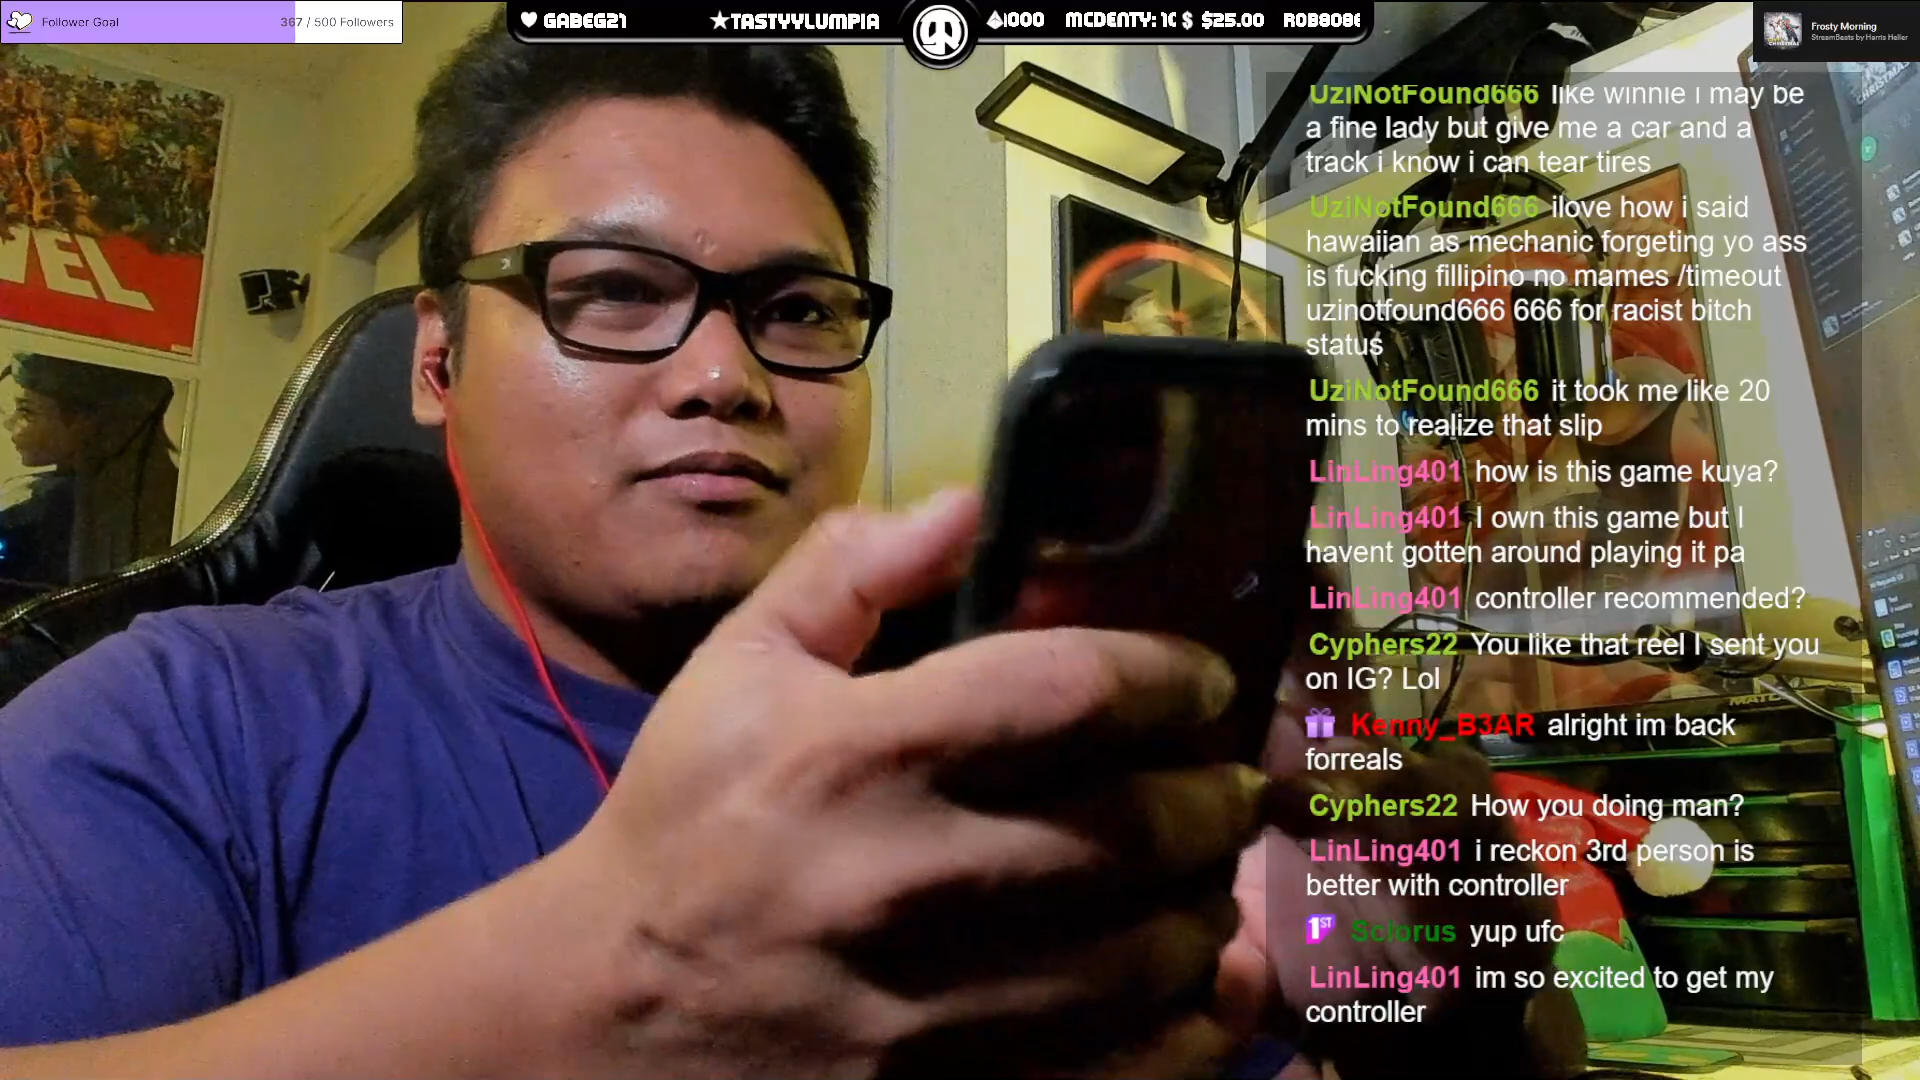 Follower Goal
367 / 500 Followers
GABEG21
★TASTYYLUMPIA
1000
MCDENTY: 10
$ $25.00
R0B808
Frosty Morning
StreamBeats by Harris Heller
VEL
UziNotFound666 like winnie i may be
a fine lady but give me a car and a
track i know i can tear tires
UziNotFound666 ilove how i said
hawaiian as mechanic forgeting yo ass
is fucking fillipino no mames /timeout
uzinotfound666 666 for racist bitch
status
UziNotFound666 it took me like 20
mins to realize that slip
LinLing401 how is this game kuya?
LinLing401 I own this game but I
havent gotten around playing it pa
LinLing401 controller recommended?
Cyphers22 You like that reel I sent you
on IG? Lol
Kenny_B3AR alright im back
forreals
Cyphers22 How you doing man?
LinLing401 i reckon 3rd person is
better with controller
1ST Solorus yup ufc
LinLing401 im so excited to get my
controller